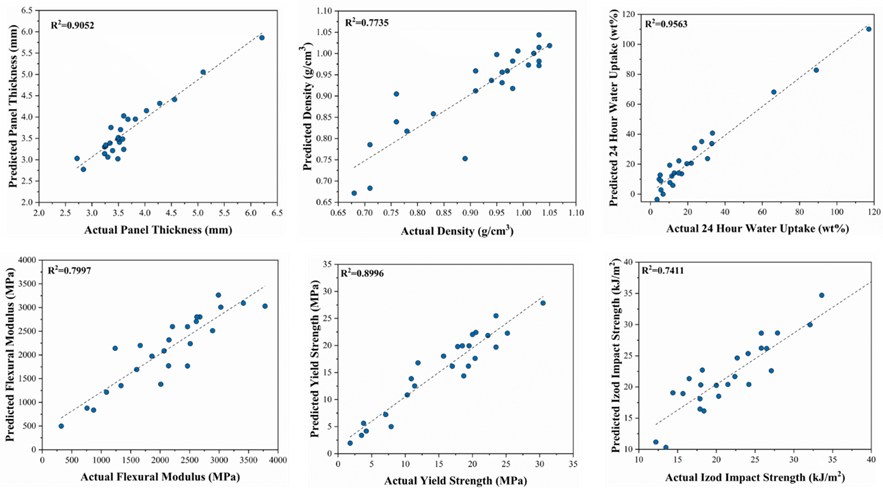 R²=0.9052
6.5
6.0
5.5
5.0
4.5
4.0
3.5
3.0
2.5
2.0
Predicted Panel Thickness (mm)
2.0 2.5 3.0 3.5 4.0 4.5 5.0 5.5 6.0 6.5
Actual Panel Thickness (mm)
R²=0.7735
1.10
1.05
1.00
0.95
0.90
0.85
0.80
0.75
0.70
0.65
Predicted Density (g/cm³)
0.65 0.70 0.75 0.80 0.85 0.90 0.95 1.00 1.05 1.10
Actual Density (g/cm³)
R²=0.9563
120
100
80
60
40
20
0
Predicted 24 Hour Water Uptake (wt%)
0 20 40 60 80 100 120
Actual 24 Hour Water Uptake (wt%)
R²=0.7997
4000
3500
3000
2500
2000
1500
1000
500
0
Predicted Flexural Modulus (MPa)
0 500 1000 1500 2000 2500 3000 3500 4000
Actual Flexural Modulus (MPa)
R²=0.8996
35
30
25
20
15
10
5
0
Predicted Yield Strength (MPa)
0 5 10 15 20 25 30 35
Actual Yield Strength (MPa)
R²=0.7411
40
35
30
25
20
15
10
Predicted Izod Impact Strength (kJ/m²)
10 15 20 25 30 35 40
Actual Izod Impact Strength (kJ/m²)